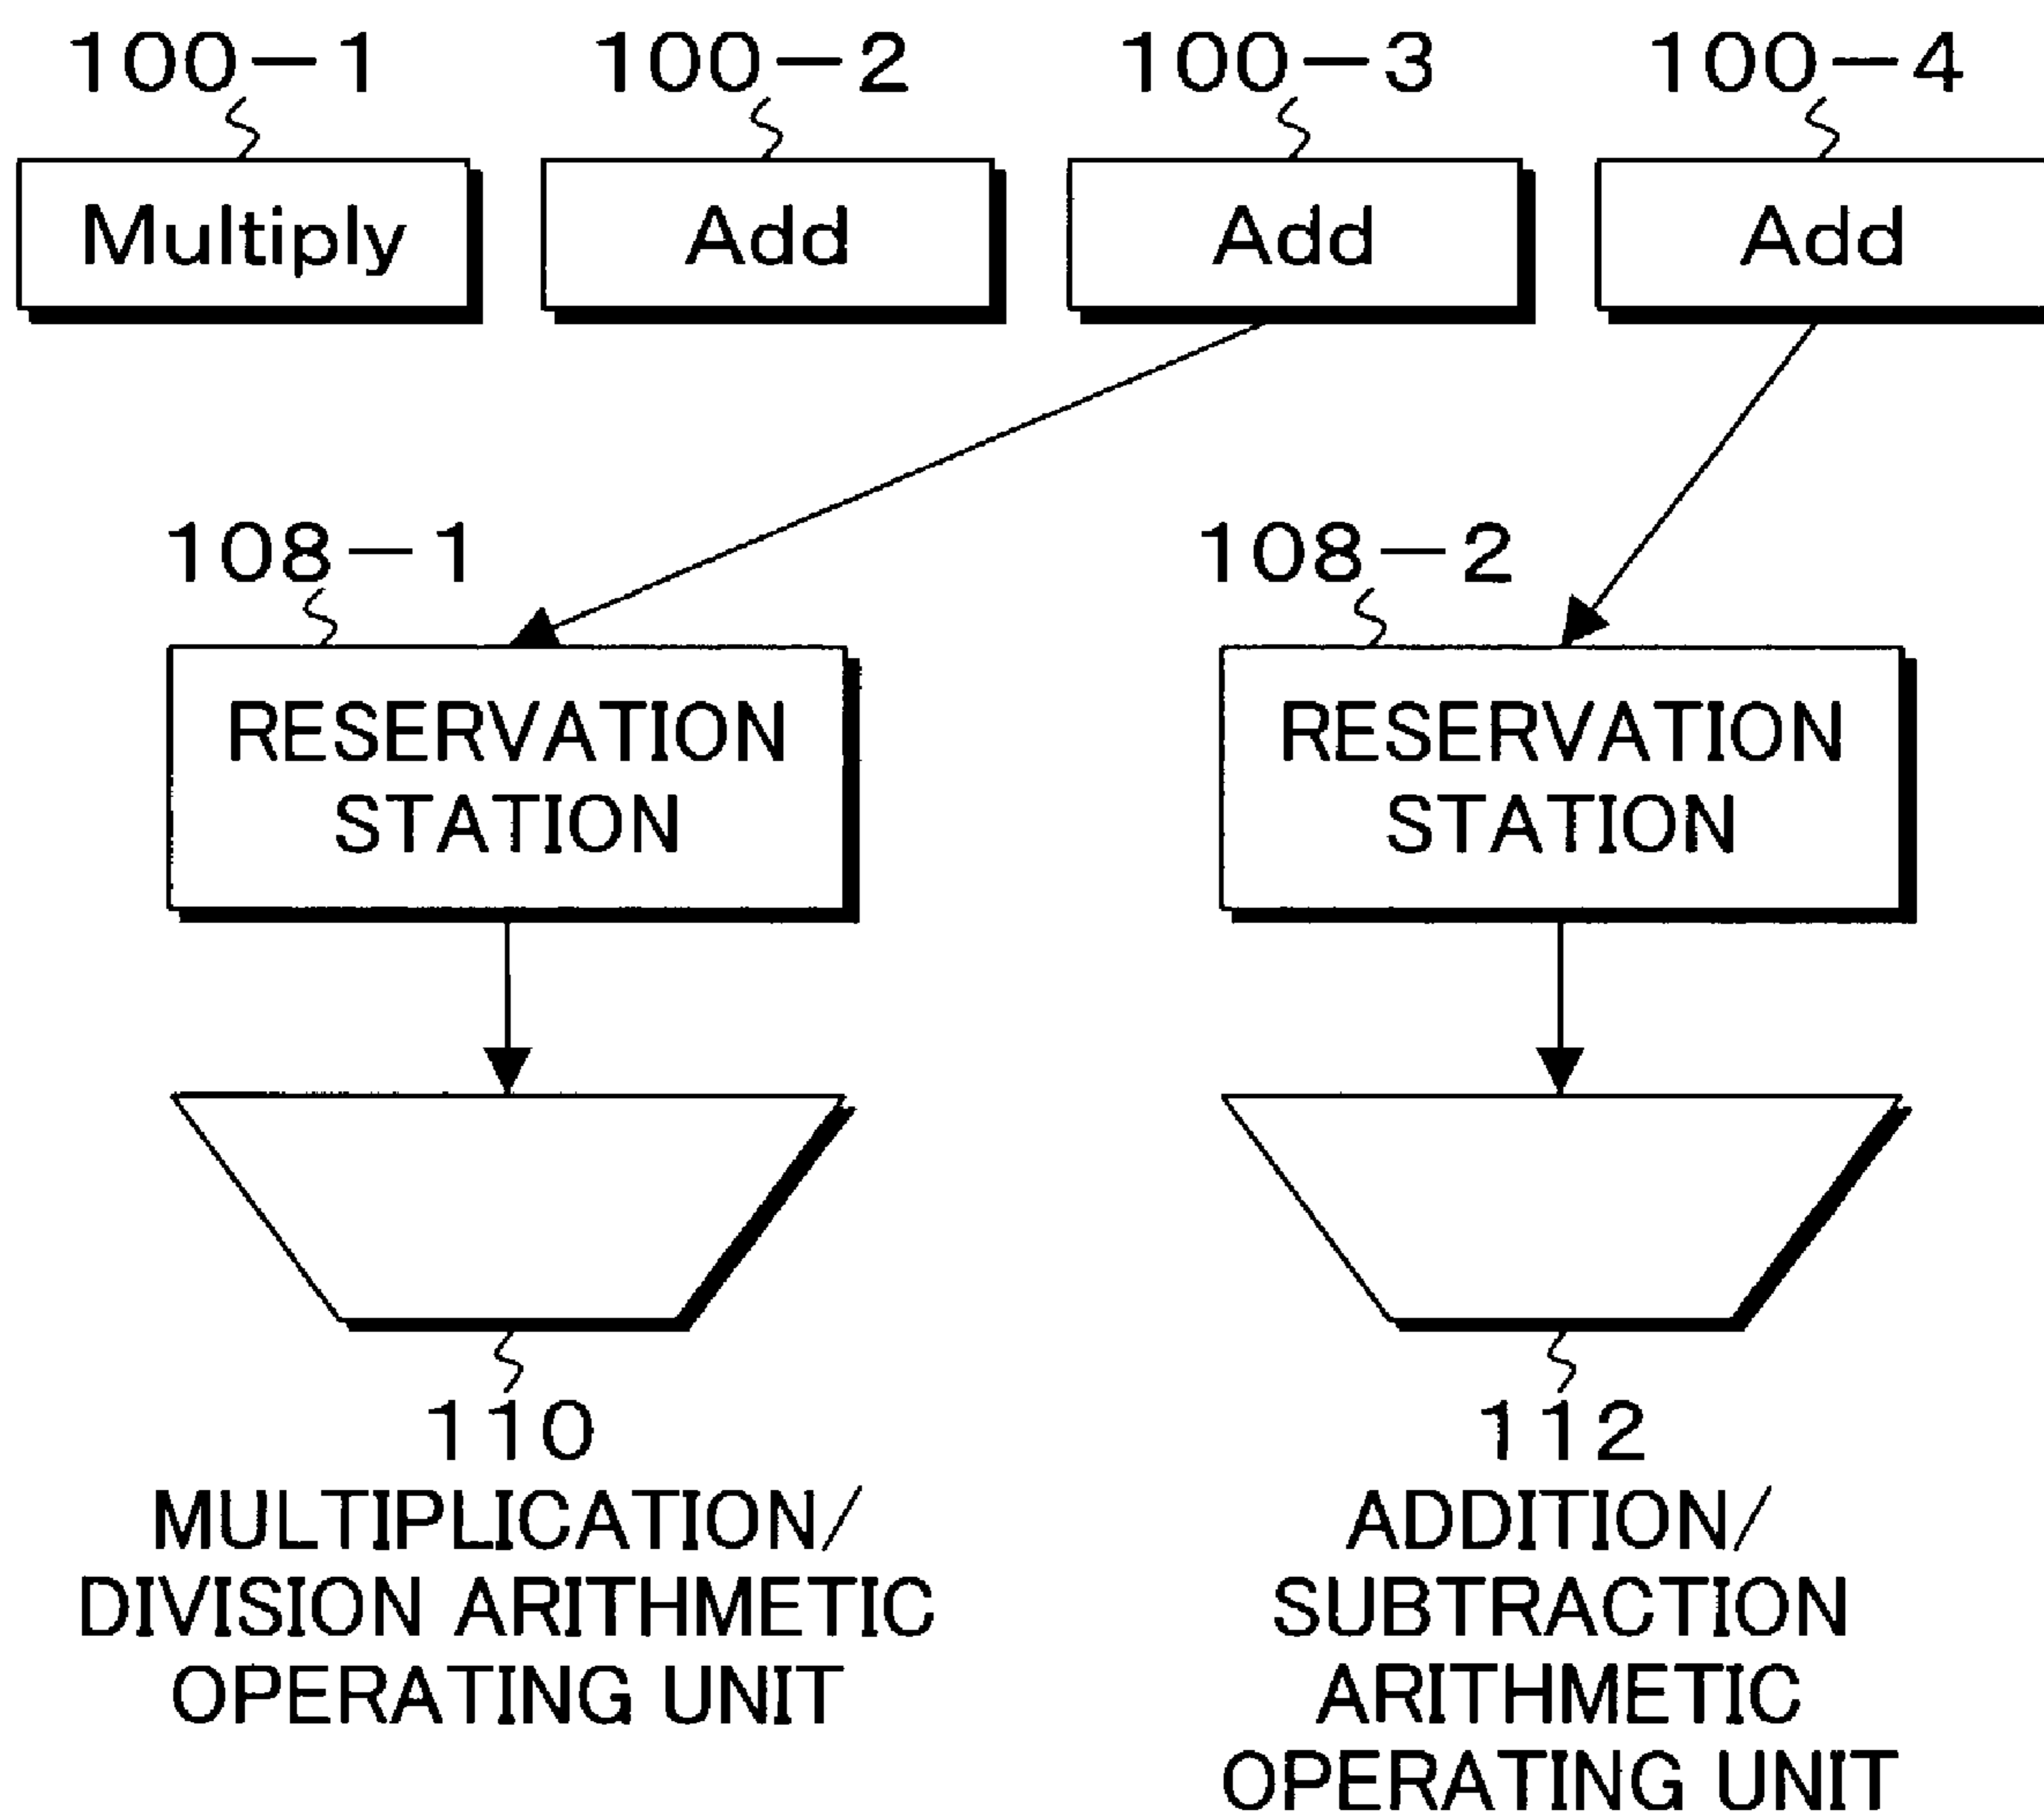 100-1 100-2 100-3 100-4
Multiply Add Add Add
108-1 108-2
RESERVATION STATION
RESERVATION STATION
110
MULTIPLICATION/
DIVISION ARITHMETIC
OPERATING UNIT
112
ADDITION/
SUBTRACTION
ARITHMETIC
OPERATING UNIT